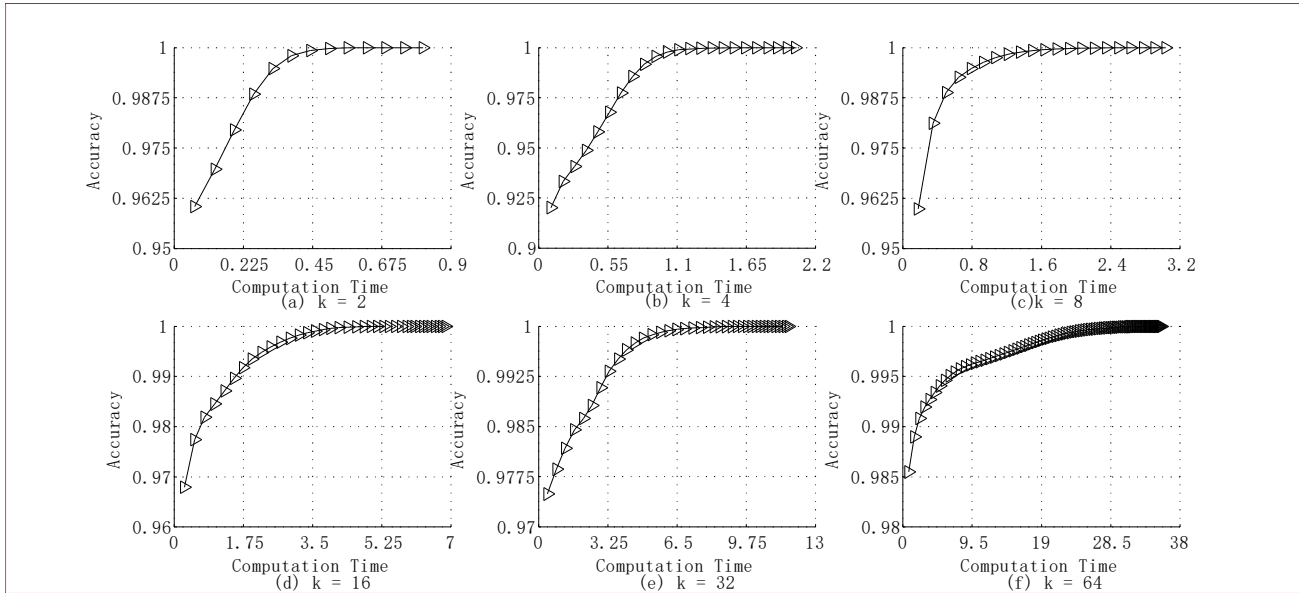 1
0.9875
0.975
0.9625
0.95
Accuracy
0 0.225 0.45 0.675 0.9
Computation Time
(a) k = 2
1
0.975
0.95
0.925
0.9
Accuracy
0 0.55 1.1 1.65 2.2
Computation Time
(b) k = 4
1
0.9875
0.975
0.9625
0.95
Accuracy
0 0.8 1.6 2.4 3.2
Computation Time
(c)k = 8
1
0.99
0.98
0.97
0.96
Accuracy
0 1.75 3.5 5.25 7
Computation Time
(d) k = 16
1
0.9925
0.985
0.9775
0.97
Accuracy
0 3.25 6.5 9.75 13
Computation Time
(e) k = 32
1
0.995
0.99
0.985
0.98
Accuracy
0 9.5 19 28.5 38
Computation Time
(f) k = 64